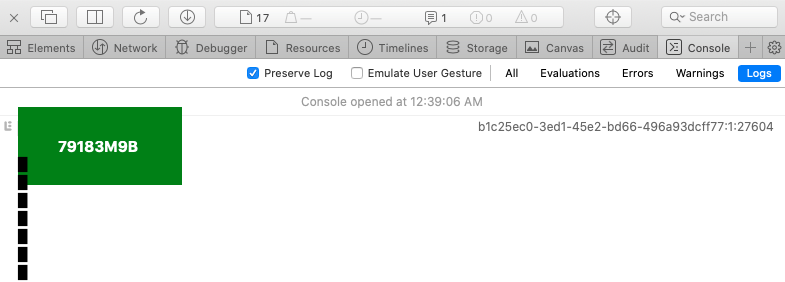 17 — — 1 0 0 Search
Elements Network Debugger Resources Timelines Storage Canvas Audit Console
Preserve Log Emulate User Gesture All Evaluations Errors Warnings Logs
Console opened at 12:39:06 AM
b1c25ec0-3ed1-45e2-bd66-496a93dcff77:1:27604
79183M9B